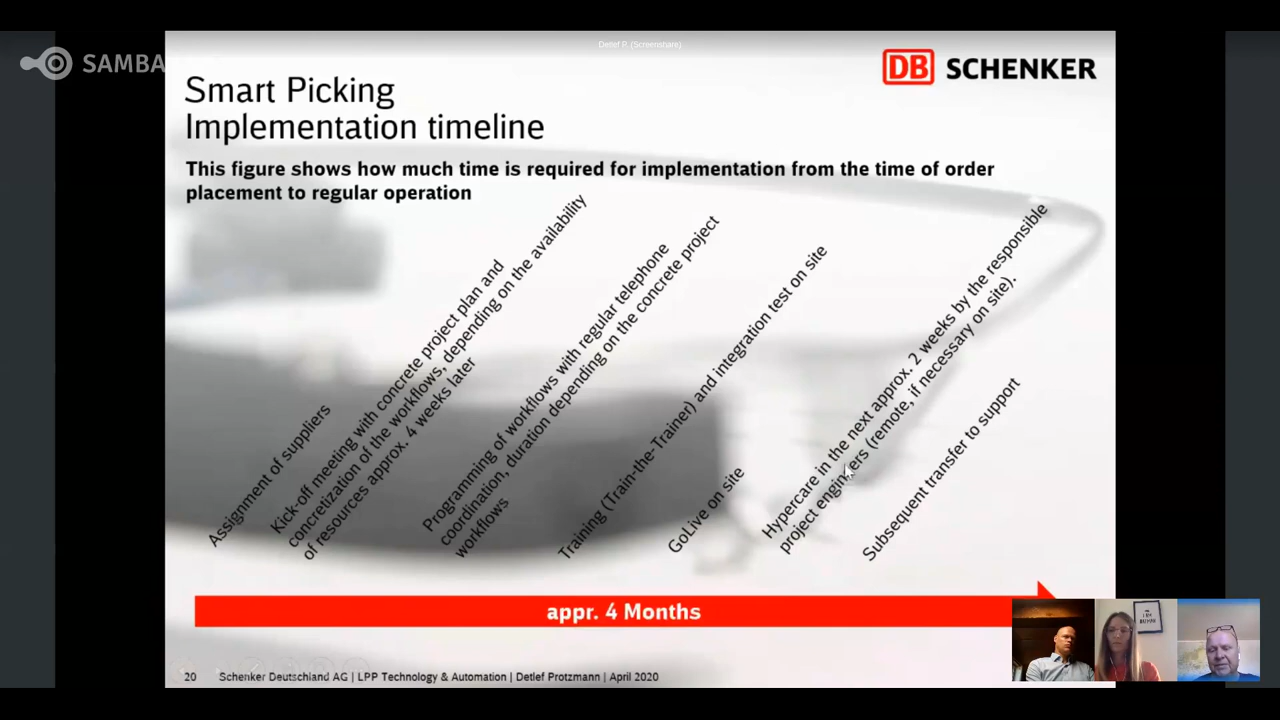 Detlef P. (Screenshare)
SAMBA
DB SCHENKER
Smart Picking
Implementation timeline
This figure shows how much time is required for implementation from the time of order
placement to regular operation
Assignment of suppliers
Kick-off meeting with concrete project plan and
concretization of the workflows, depending on the availability
of resources approx. 4 weeks later
Programming of workflows with regular telephone
coordination, duration depending on the concrete project
workflows
Training (Train-the-Trainer) and integration test on site
GoLive on site
Hypercare in the next approx. 2 weeks by the responsible
project engineers (remote, if necessary on site).
Subsequent transfer to support
appr. 4 Months
20 Schenker Deutschland AG | LPP Technology & Automation | Detlef Protzmann | April 2020